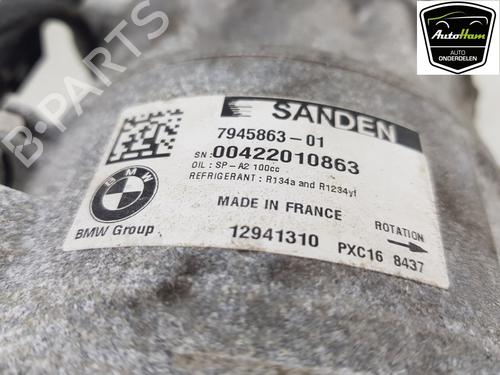 AutoHam
AUTO
ONDERDELEN
B-PARTS
SANDEN
7945863-01
SN: 00422010863
OIL : SP-A2 100cc
REFRIGERANT : R134a and R1234yf
BMW
MADE IN FRANCE
ROTATION
BMW Group
12941310 PXC16 8437